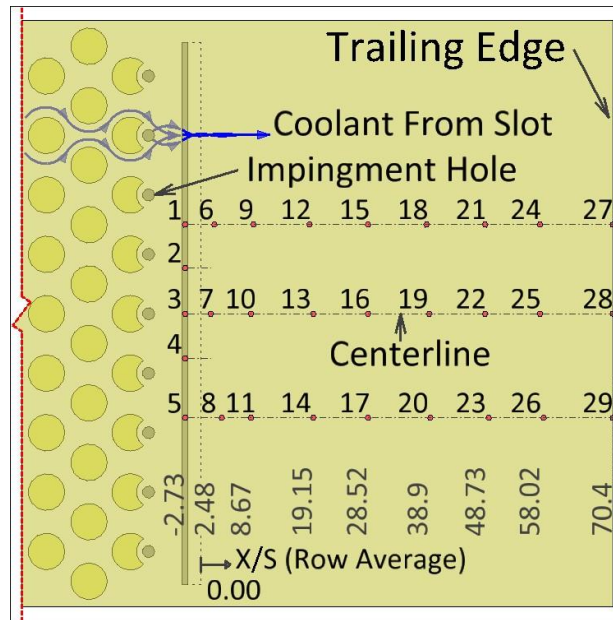 Trailing Edge
Coolant From Slot
Impingment Hole
1 6 9 12 15 18 21 24 27
2
3 7 10 13 16 19 22 25 28
4
Centerline
5 8 11 14 17 20 23 26 29
-2.73 2.48 8.67 19.15 28.52 38.9 48.73 58.02 70.4
X/S (Row Average)
0.00